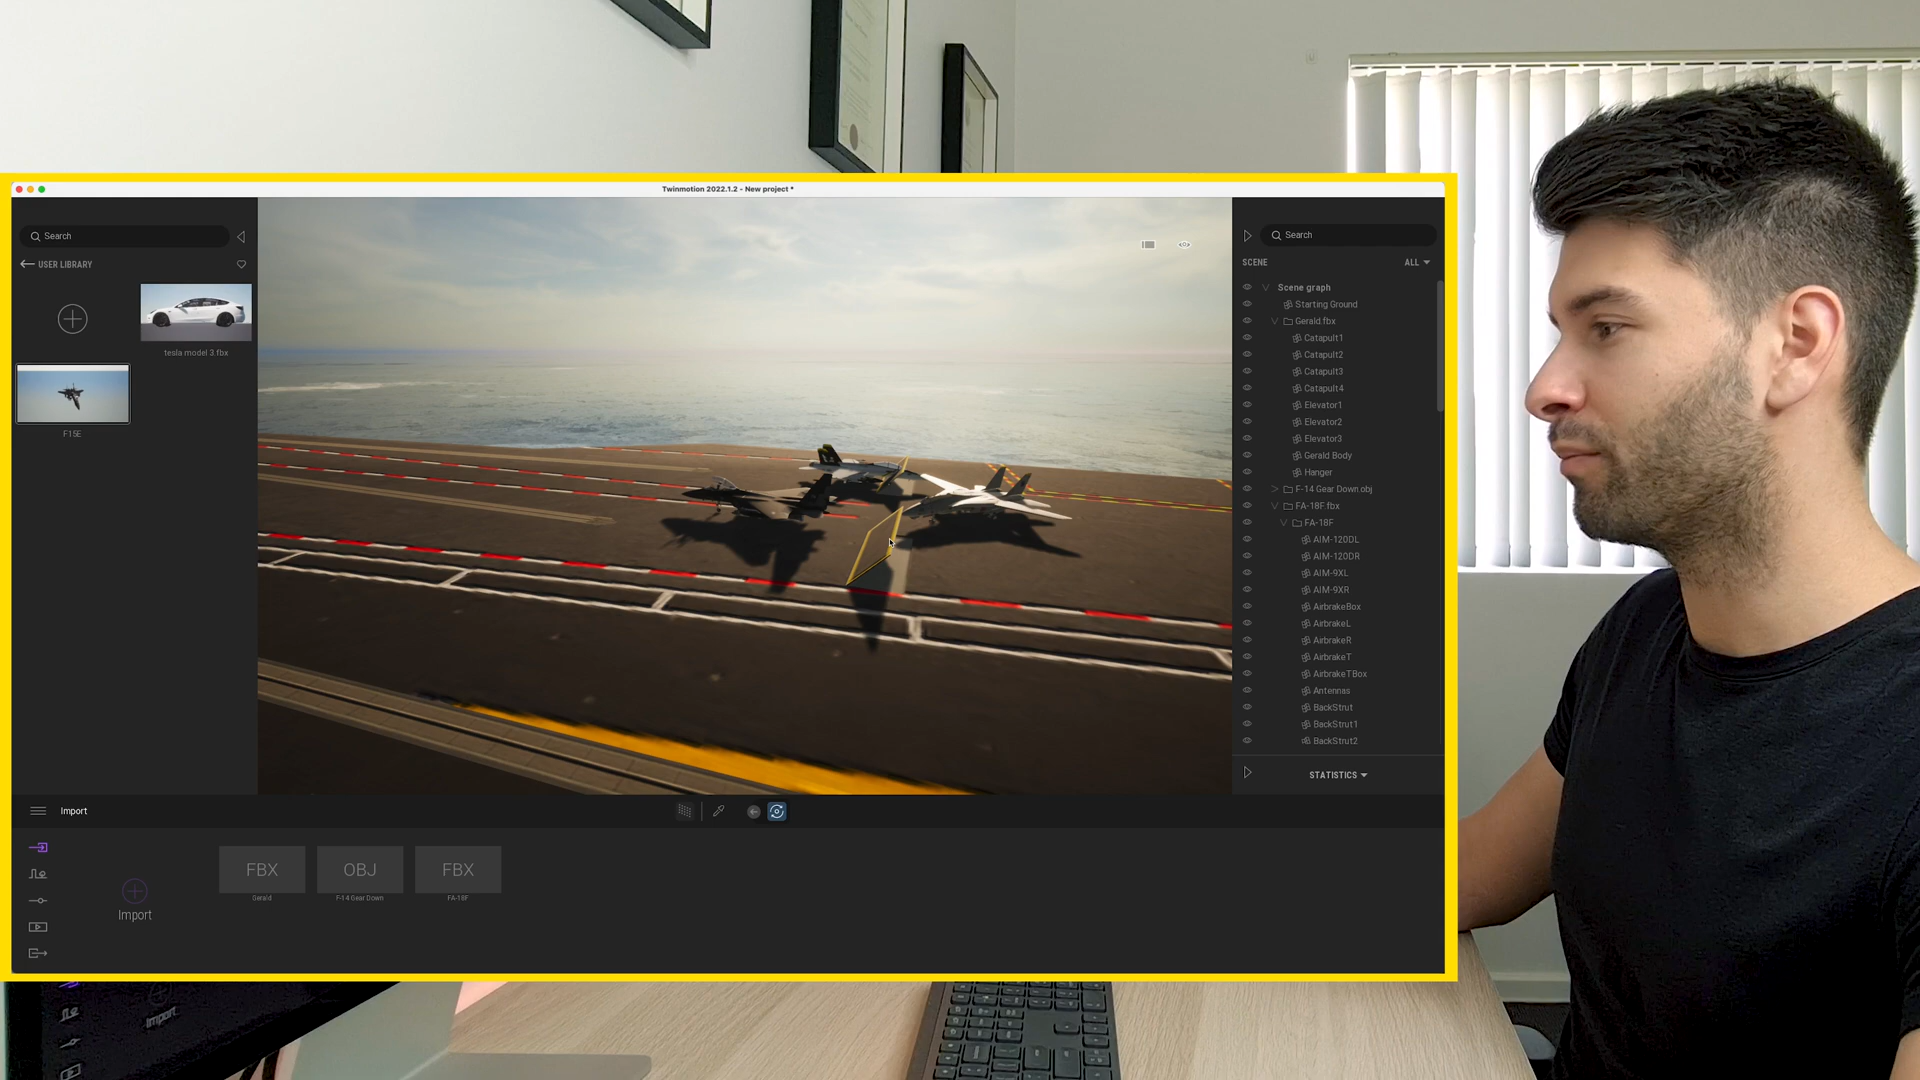 Twinmotion 2022.1.2 - New project *
Search
USER LIBRARY
tesla model 3.fbx
F15E
Search
SCENE
ALL
Scene graph
Starting Ground
Gerald.fbx
Catapult1
Catapult2
Catapult3
Catapult4
Elevator1
Elevator2
Elevator3
Gerald Body
Hanger
F-14 Gear Down.obj
FA-18F.fbx
FA-18F
AIM-120DL
AIM-120DR
AIM-9XL
AIM-9XR
AirbrakeBox
AirbrakeL
AirbrakeR
AirbrakeT
AirbrakeTBox
Antennas
BackStrut
BackStrut1
BackStrut2
STATISTICS
Import
Import
FBX
Gerald
OBJ
F-14 Gear Down
FBX
FA-18F
Import